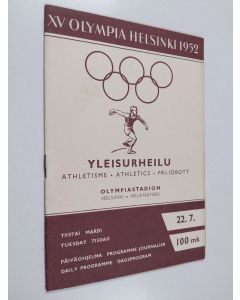 XV OLYMPIA HELSINKI 1952
YLEISURHEILU
ATHLETISME • ATHLETICS • FRI-IDROTT
OLYMPIASTADION
HELSINKI • HELSINGFORS
22. 7.
TIISTAI MARDI
TUESDAY TISDAG
100 mk
PÄIVÄOHJELMA PROGRAMME JOURNALIER
DAILY PROGRAMME DAGSPROGRAM